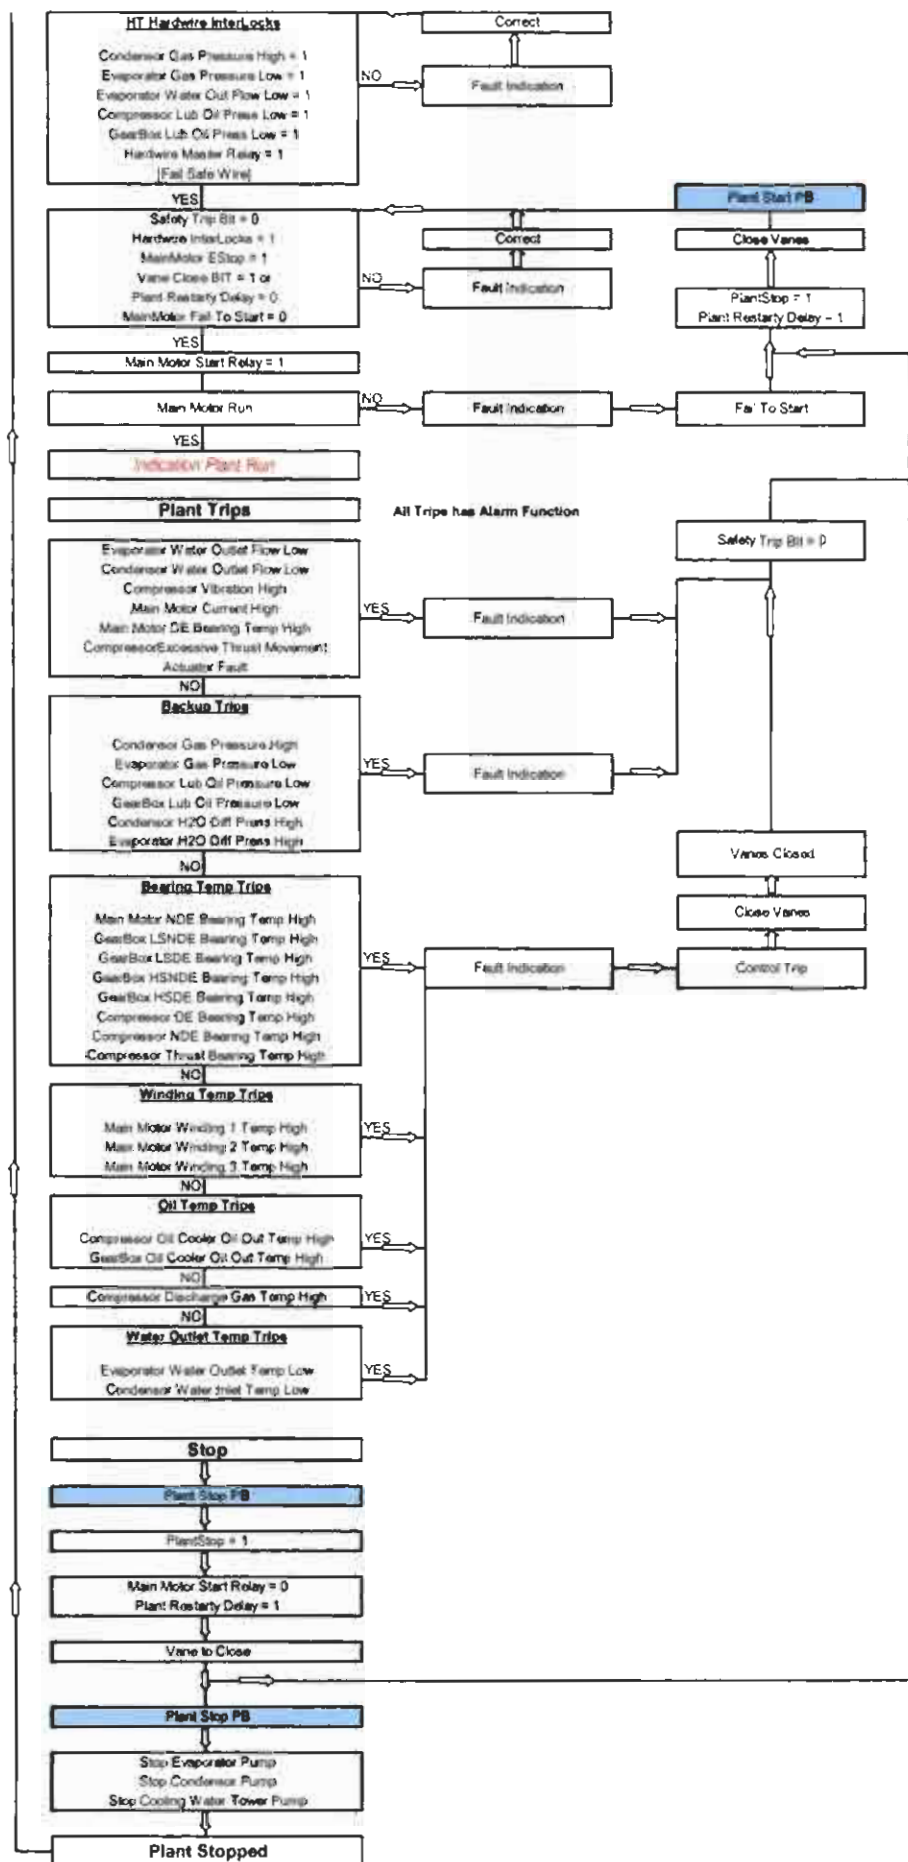 HT Hardwire InterLocks
Condensor Gas Pressure High = 1
Evaporator Gas Pressure Low = 1
Evaporator Water Out Flow Low = 1
Compressor Lub Oil Press Low = 1
GearBox Lub Oil Press Low = 1
Hardwire Master Relay = 1
[Fail Safe Wire]
NO
Fault Indication
Correct
YES
Safety Trip Bit = 0
Hardwire InterLocks = 1
MainMotor EStop = 1
Vane Close BIT = 1 or
Plant Restarty Delay = 0
MainMotor Fail To Start = 0
NO
Fault Indication
Correct
Plant Start PB
Close Vanes
PlantStop = 1
Plant Restarty Delay = 1
YES
Main Motor Start Relay = 1
Main Motor Run
NO
Fault Indication
Fail To Start
YES
Indication Plant Run
Plant Trips
All Trips has Alarm Function
Safety Trip Bit = 0
Evaporator Water Outlet Flow Low
Condensor Water Outlet Flow Low
Compressor Vibration High
Main Motor Current High
Main Motor DE Bearing Temp High
CompressorExcessive Thrust Movement
Actuator Fault
YES
Fault Indication
NO
Backup Trips
Condensor Gas Pressure High
Evaporator Gas Pressure Low
Compressor Lub Oil Pressure Low
GearBox Lub Oil Pressure Low
Condensor H2O Diff Press High
Evaporator H2O Diff Press High
YES
Fault Indication
NO
Vanes Closed
Close Vanes
Bearing Temp Trips
Main Motor NDE Bearing Temp High
GearBox LSNDE Bearing Temp High
GearBox LSDE Bearing Temp High
GearBox HSNDE Bearing Temp High
GearBox HSDE Bearing Temp High
Compressor DE Bearing Temp High
Compressor NDE Bearing Temp High
Compressor Thrust Bearing Temp High
YES
Fault Indication
Control Trip
NO
Winding Temp Trips
Main Motor Winding 1 Temp High
Main Motor Winding 2 Temp High
Main Motor Winding 3 Temp High
YES
NO
Oil Temp Trips
Compressor Oil Cooler Oil Out Temp High
GearBox Oil Cooler Oil Out Temp High
YES
NO
Compressor Discharge Gas Temp High
YES
NO
Water Outlet Temp Trips
Evaporator Water Outlet Temp Low
Condensor Water Inlet Temp Low
YES
Stop
Plant Stop PB
PlantStop = 1
Main Motor Start Relay = 0
Plant Restarty Delay = 1
Vane to Close
Plant Stop PB
Stop Evaporator Pump
Stop Condensor Pump
Stop Cooling Water Tower Pump
Plant Stopped